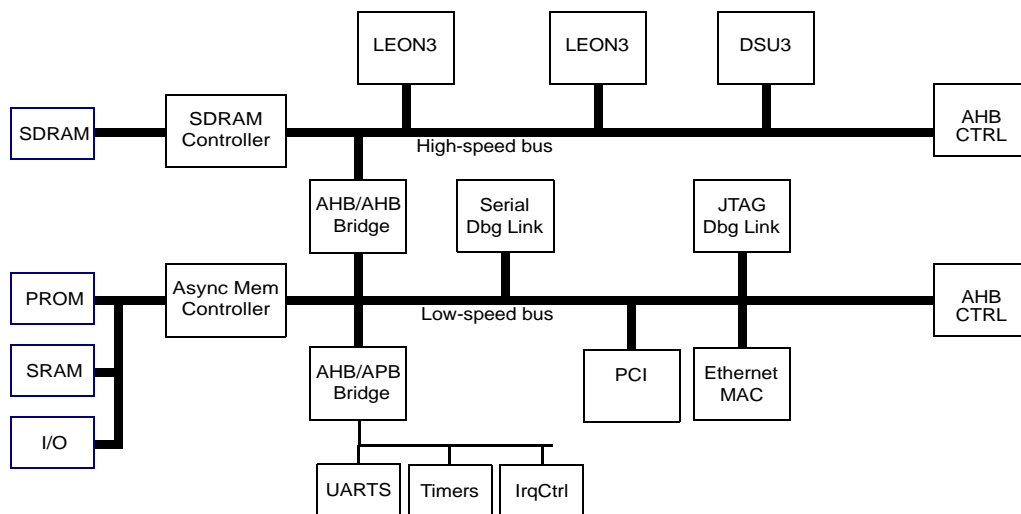 LEON3
LEON3
DSU3
SDRAM
SDRAM
Controller
AHB
CTRL
High-speed bus
AHB/AHB
Bridge
Serial
Dbg Link
JTAG
Dbg Link
PROM
Async Mem
Controller
AHB
CTRL
Low-speed bus
SRAM
AHB/APB
Bridge
PCI
Ethernet
MAC
I/O
UARTS
Timers
IrqCtrl